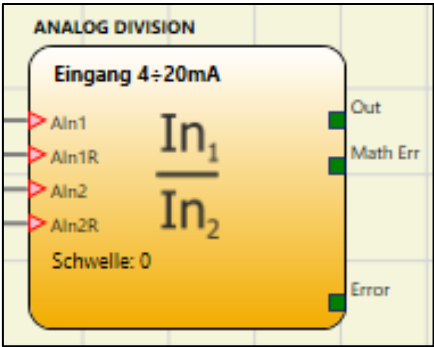 ANALOG DIVISION
Eingang 4÷20mA
AIn1
AIn1R
AIn2
AIn2R
In1
In2
Schwelle: 0
Out
Math Err
Error